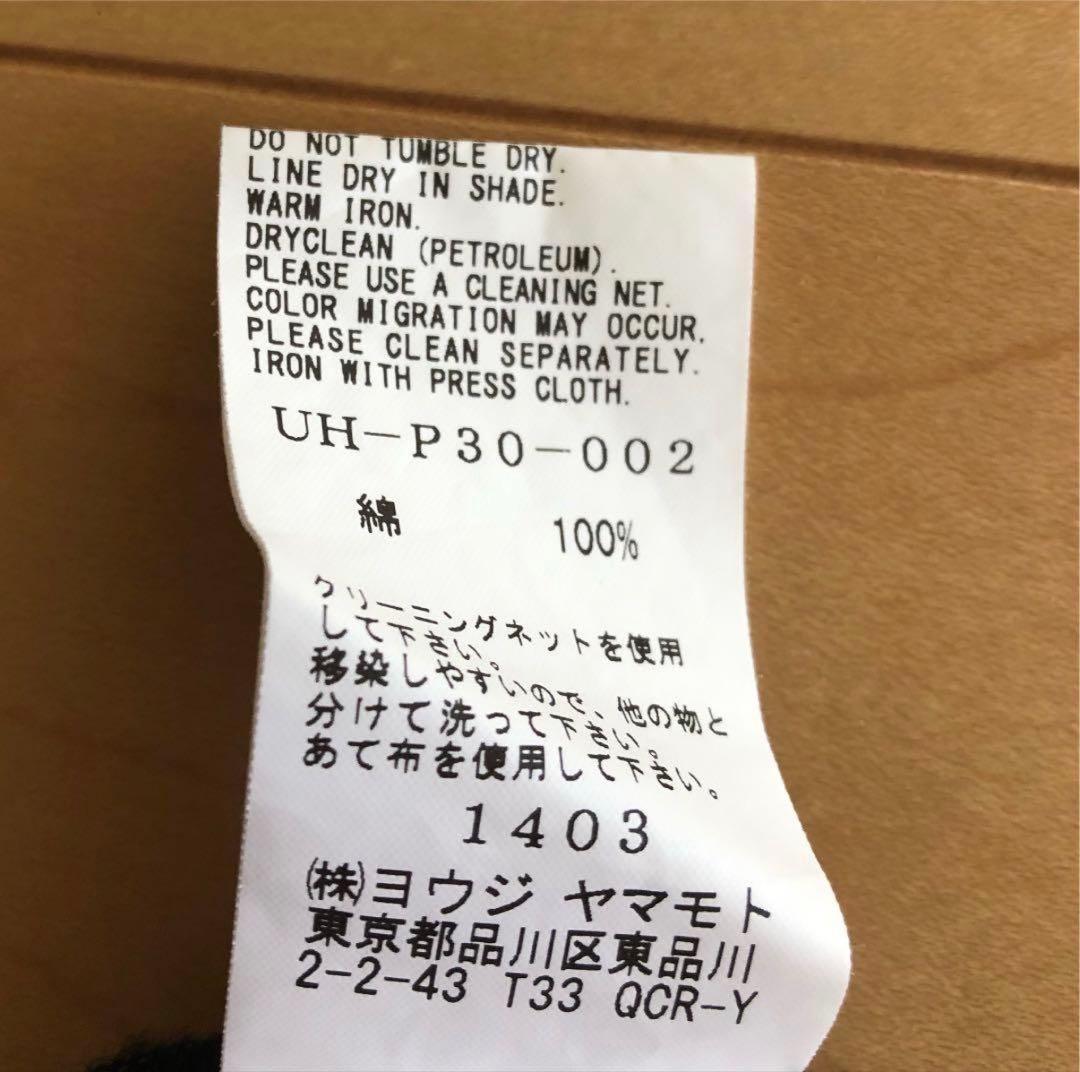 DO NOT TUMBLE DRY.
LINE DRY IN SHADE.
WARM IRON.
DRYCLEAN (PETROLEUM).
PLEASE USE A CLEANING NET.
COLOR MIGRATION MAY OCCUR.
PLEASE CLEAN SEPARATELY.
IRON WITH PRESS CLOTH.
UH-P30-002
綿 100%
クリーニングネットを使用
して下さい。
移染しやすいので、他の物と
分けて洗って下さい。
あて布を使用して下さい。
1403
㈱ヨウジ ヤマモト
東京都品川区東品川
2-2-43 T33 QCR-Y